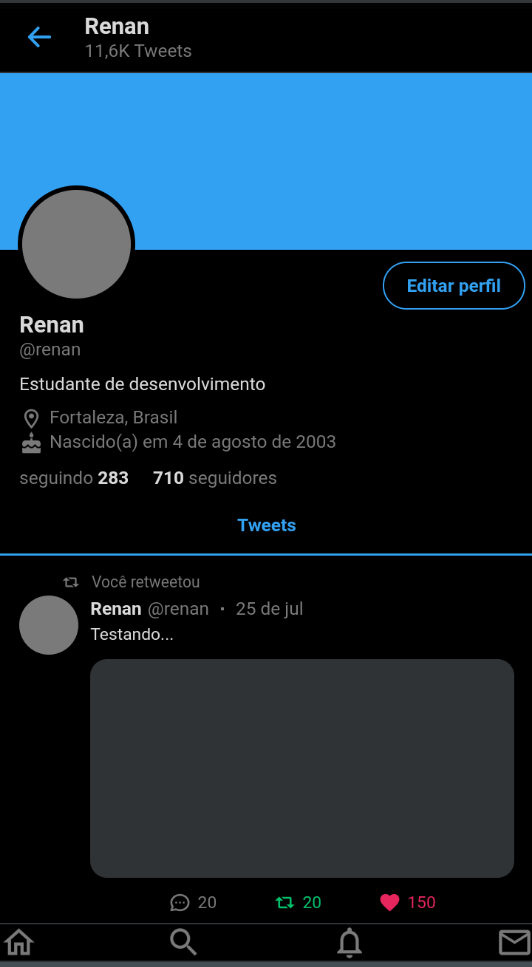 Renan
11,6K Tweets
Editar perfil
Renan
@renan
Estudante de desenvolvimento
Fortaleza, Brasil
Nascido(a) em 4 de agosto de 2003
seguindo 283 710 seguidores
Tweets
Você retweetou
Renan @renan · 25 de jul
Testando...
20 20 150